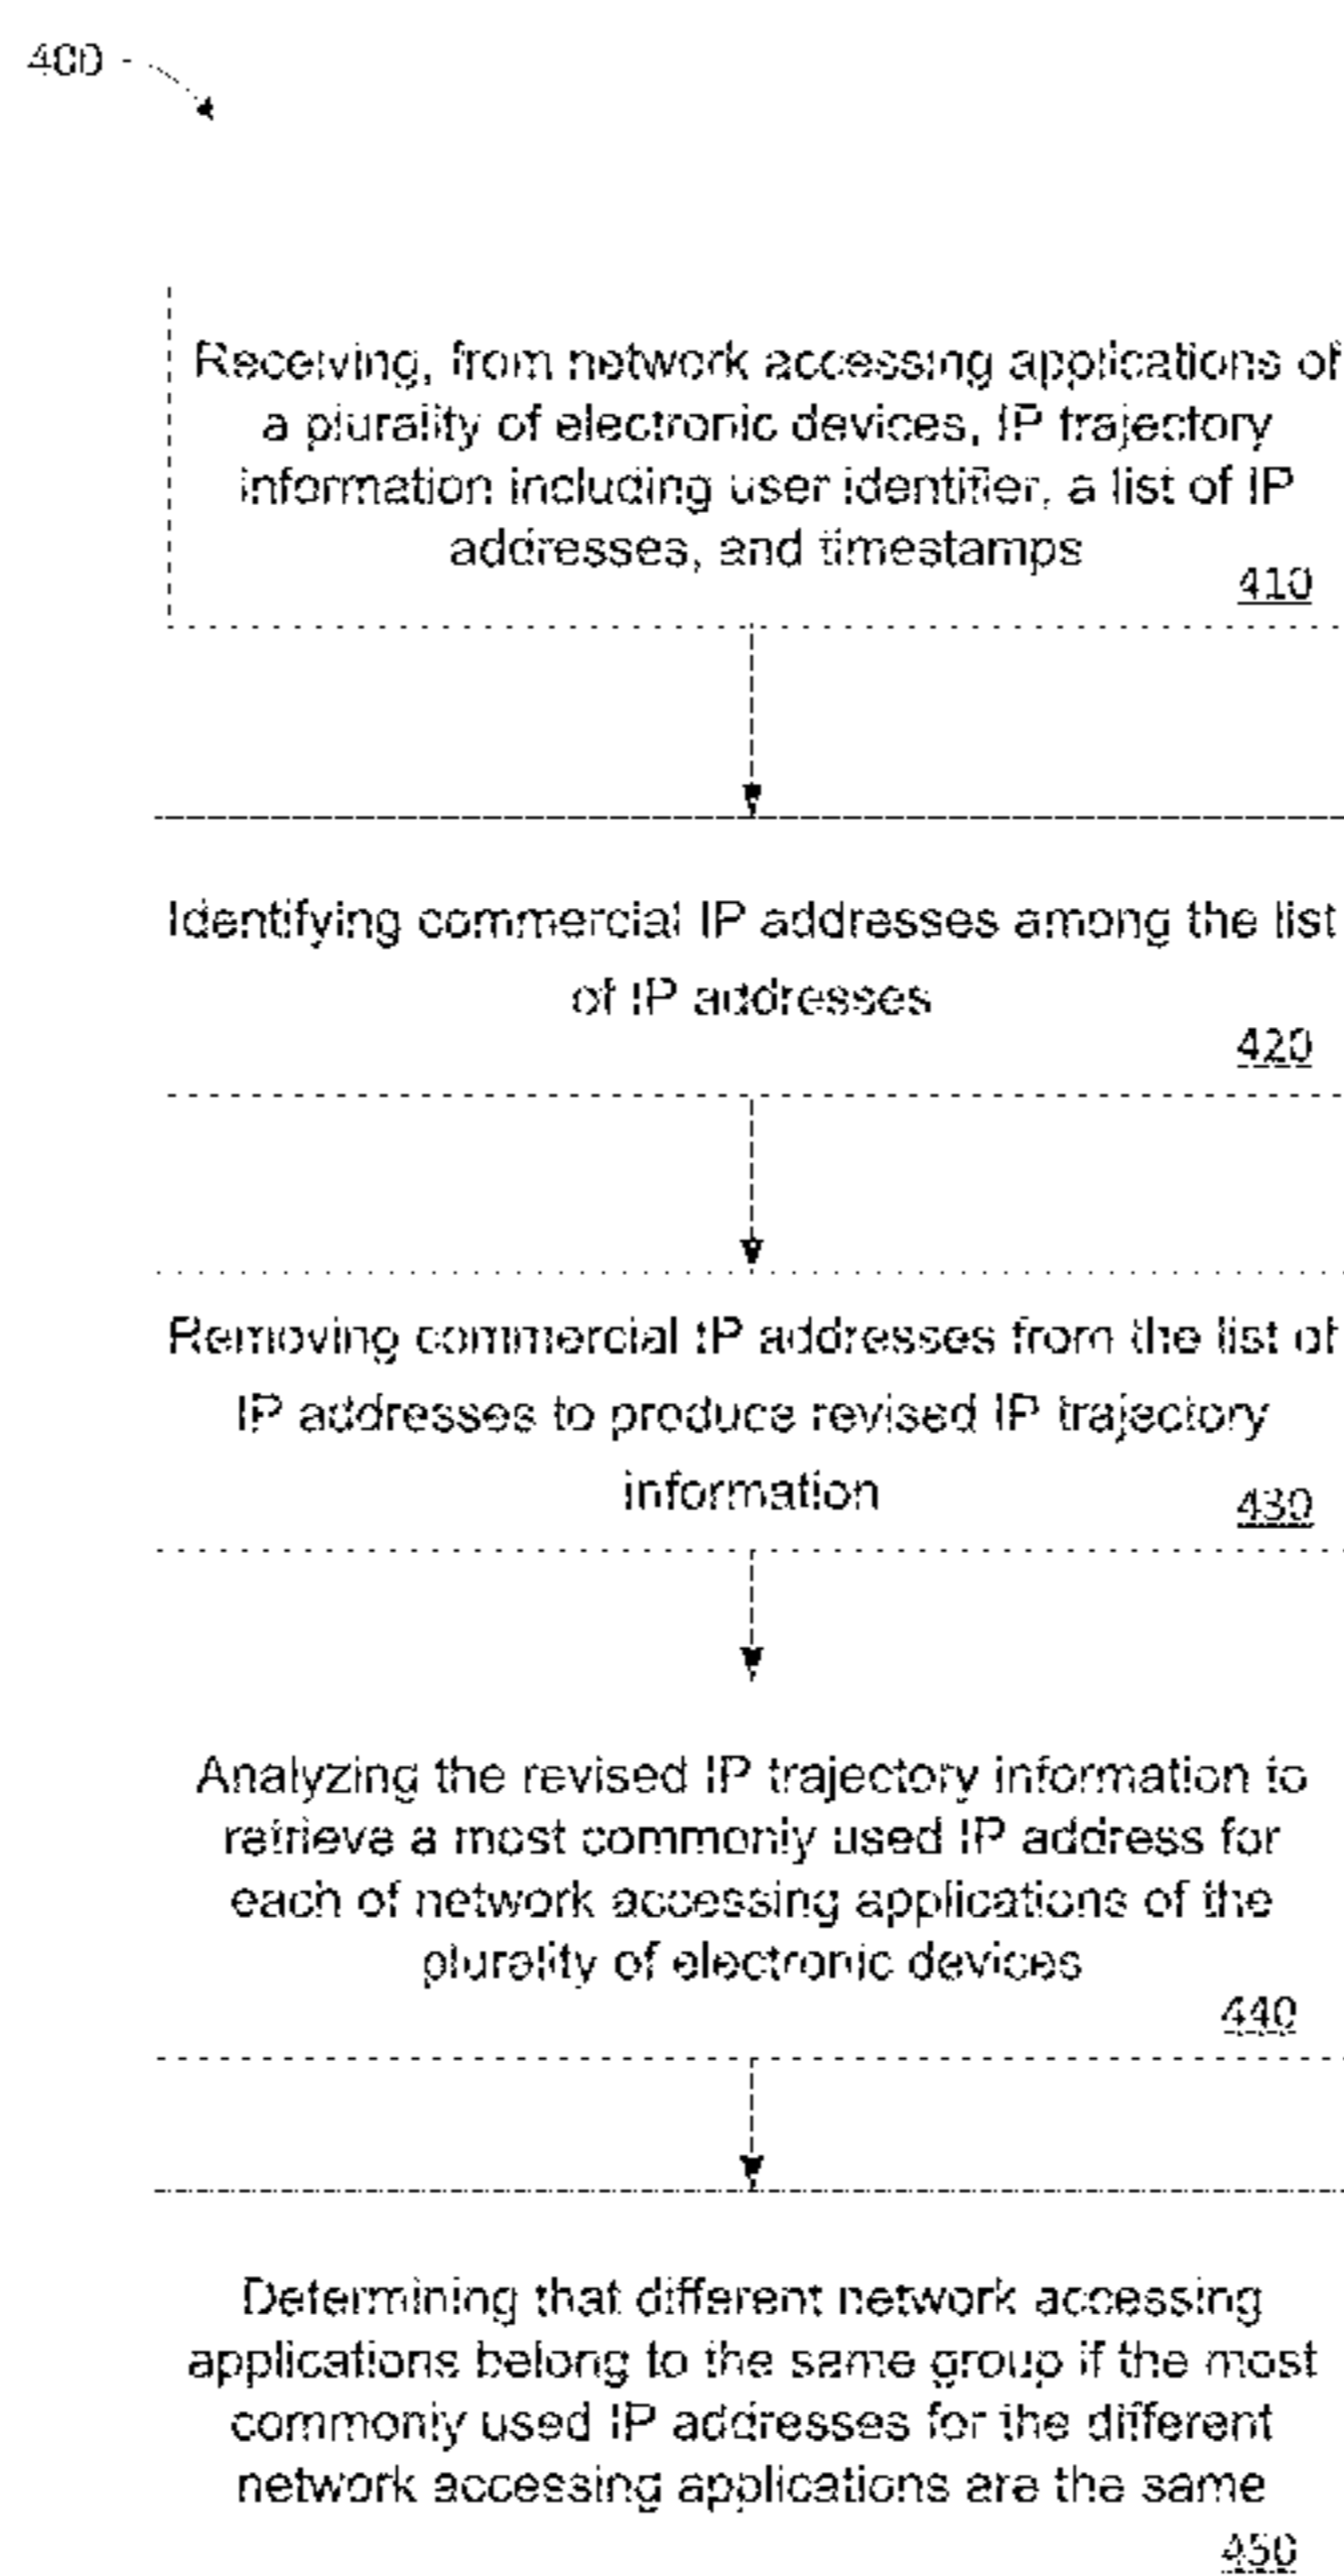 400
Receiving, from network accessing applications of
a plurality of electronic devices, IP trajectory
information including user identifier, a list of IP
addresses, and timestamps
410
Identifying commercial IP addresses among the list
of IP addresses
420
Removing commercial IP addresses from the list of
IP addresses to produce revised IP trajectory
information
430
Analyzing the revised IP trajectory information to
retrieve a most commonly used IP address for
each of network accessing applications of the
plurality of electronic devices
440
Determining that different network accessing
applications belong to the same group if the most
commonly used IP addresses for the different
network accessing applications are the same
450